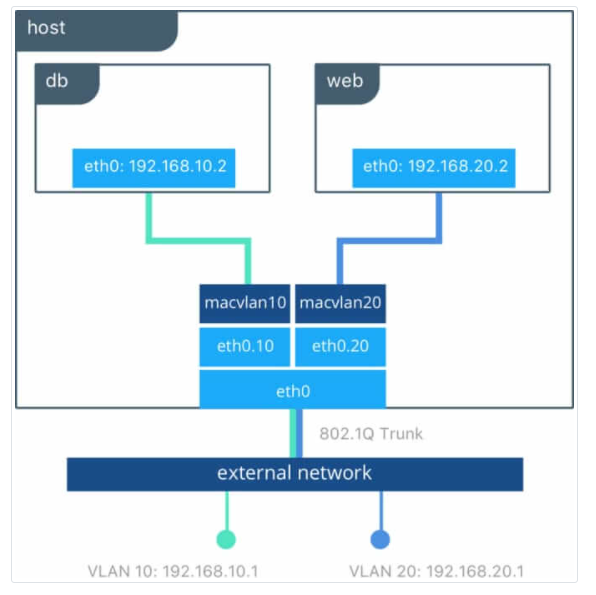 host
db
web
eth0: 192.168.10.2
eth0: 192.168.20.2
macvlan10
macvlan20
eth0.10
eth0.20
eth0
802.1Q Trunk
external network
VLAN 10: 192.168.10.1
VLAN 20: 192.168.20.1